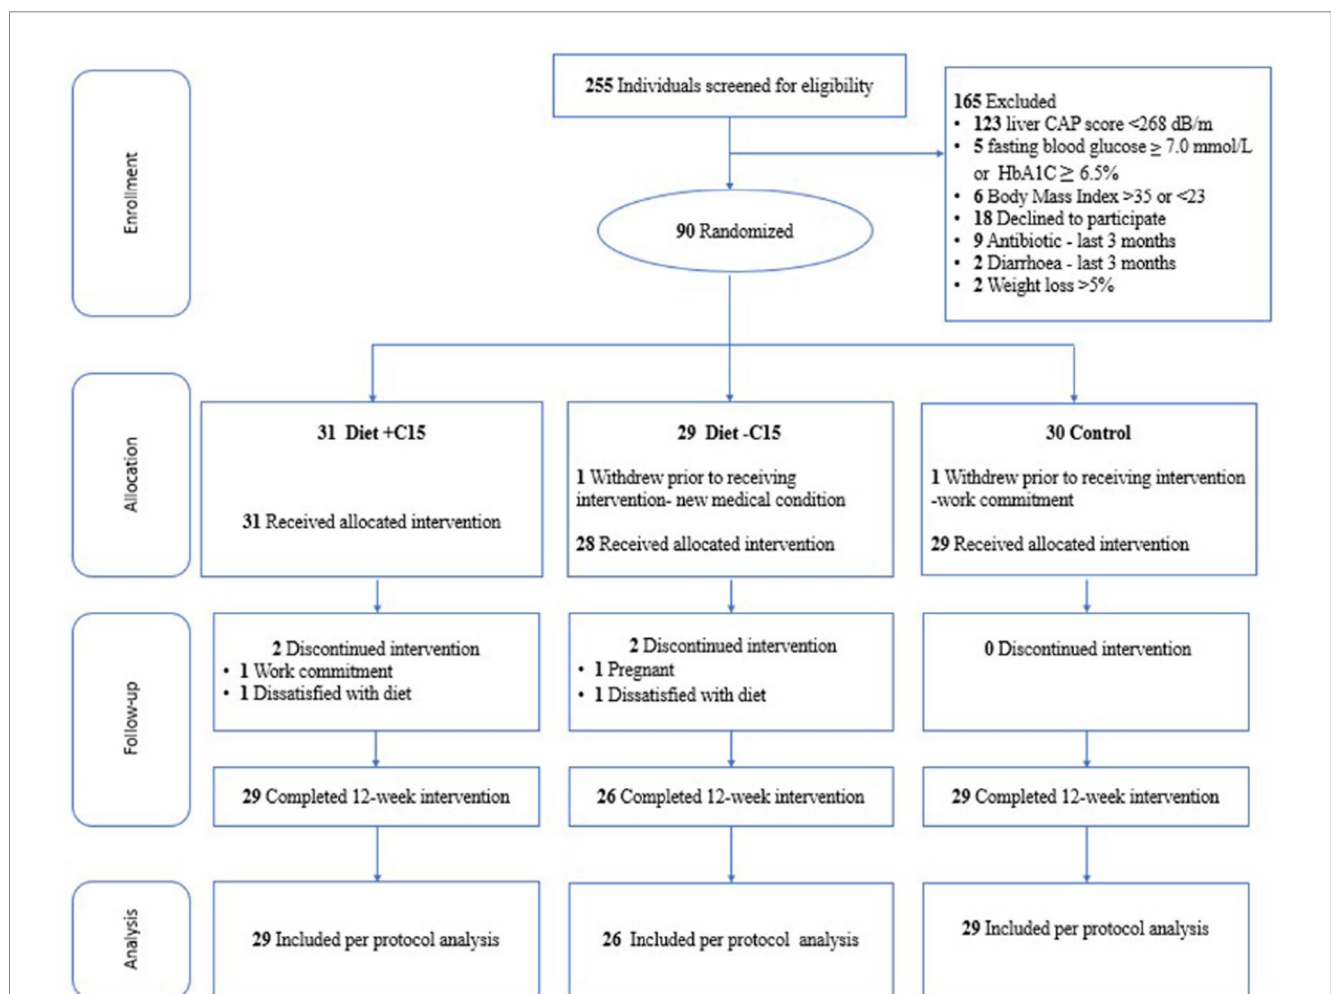 Enrollment
255 Individuals screened for eligibility
165 Excluded
• 123 liver CAP score <268 dB/m
• 5 fasting blood glucose ≥ 7.0 mmol/L
or HbA1C ≥ 6.5%
• 6 Body Mass Index >35 or <23
• 18 Declined to participate
• 9 Antibiotic - last 3 months
• 2 Diarrhoea - last 3 months
• 2 Weight loss >5%
90 Randomized
Allocation
31 Diet +C15
31 Received allocated intervention
29 Diet -C15
1 Withdrew prior to receiving
intervention- new medical condition
28 Received allocated intervention
30 Control
1 Withdrew prior to receiving intervention
-work commitment
29 Received allocated intervention
Follow-up
2 Discontinued intervention
• 1 Work commitment
• 1 Dissatisfied with diet
2 Discontinued intervention
• 1 Pregnant
• 1 Dissatisfied with diet
0 Discontinued intervention
29 Completed 12-week intervention
26 Completed 12-week intervention
29 Completed 12-week intervention
Analysis
29 Included per protocol analysis
26 Included per protocol analysis
29 Included per protocol analysis